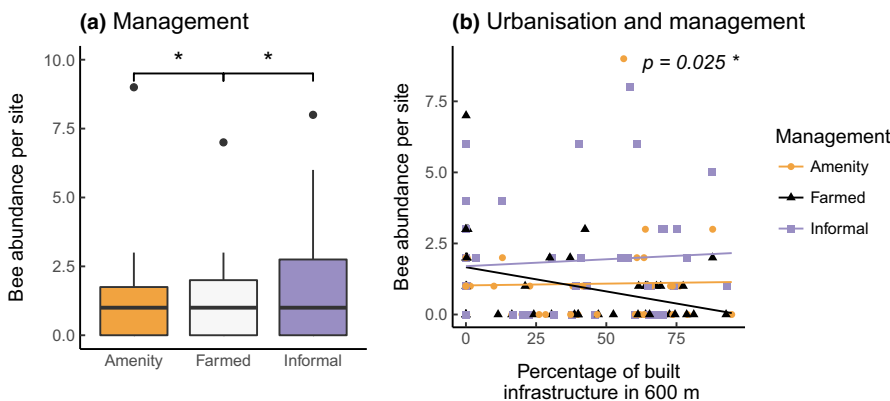 (a) Management
Bee abundance per site
10.0
7.5
5.0
2.5
0.0
* *
Amenity Farmed Informal
(b) Urbanisation and management
p = 0.025 *
Bee abundance per site
7.5
5.0
2.5
0.0
0 25 50 75
Percentage of built
infrastructure in 600 m
Management
Amenity
Farmed
Informal